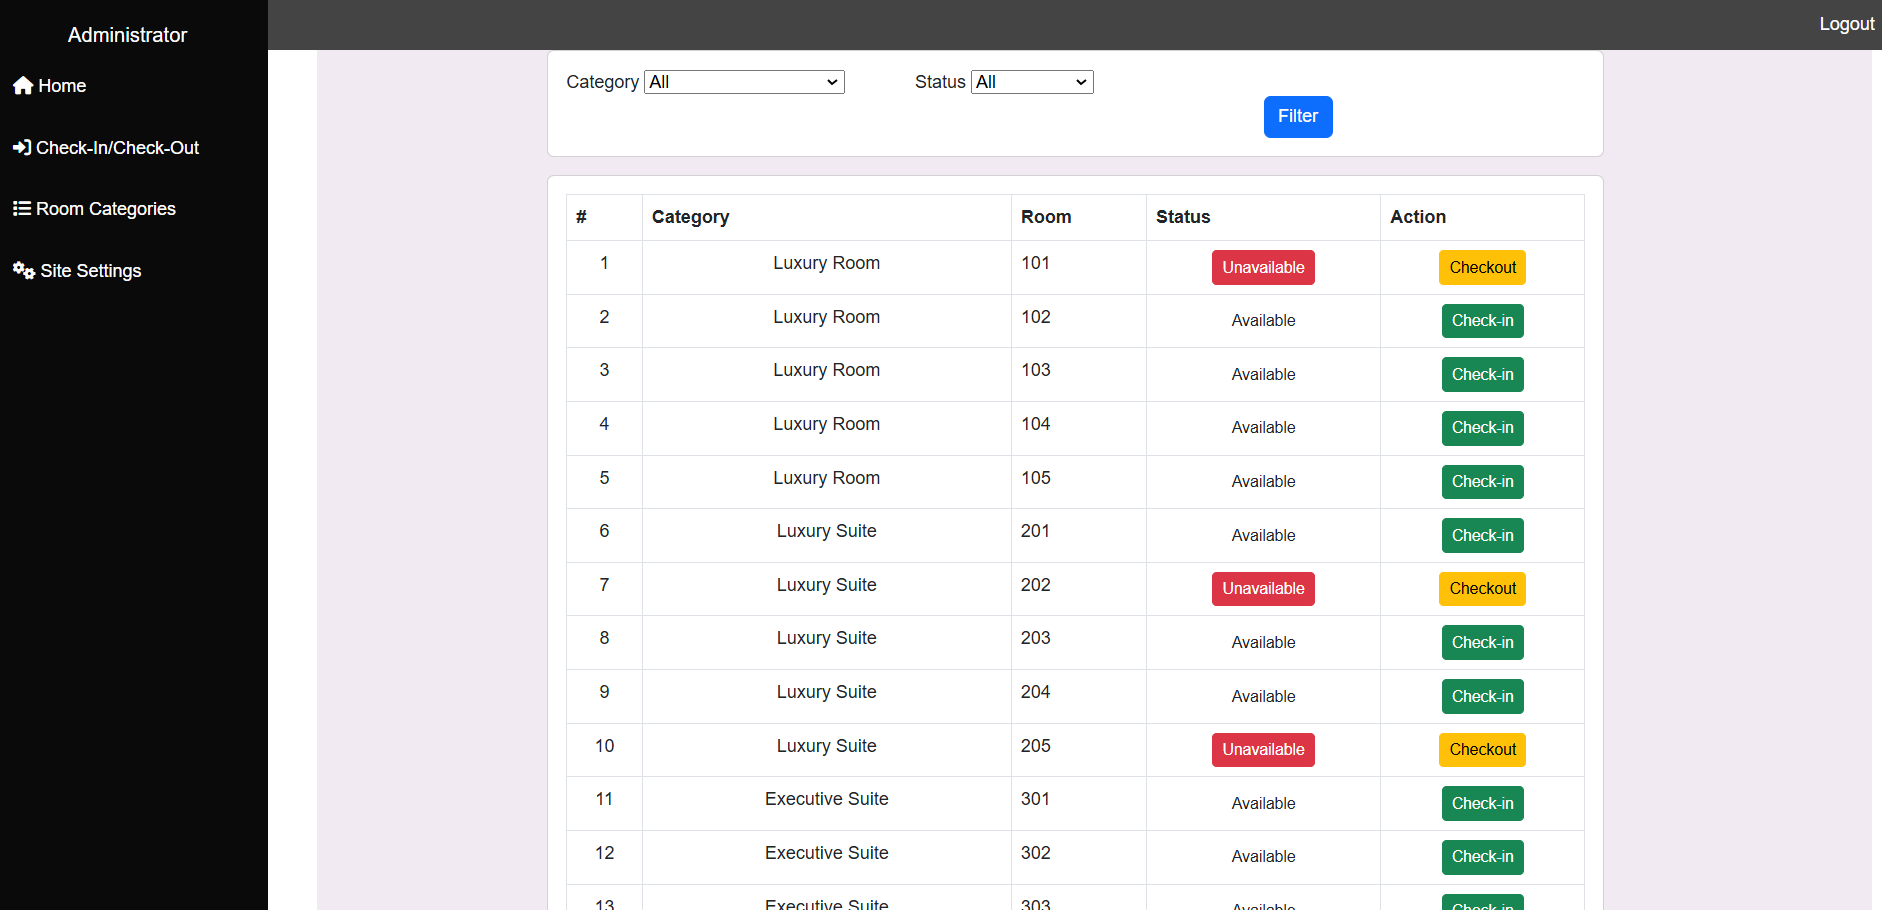 Administrator
Logout
Home
Check-In/Check-Out
Room Categories
Site Settings
Category All Status All
Filter
# Category Room Status Action
1 Luxury Room 101 Unavailable Checkout
2 Luxury Room 102 Available Check-in
3 Luxury Room 103 Available Check-in
4 Luxury Room 104 Available Check-in
5 Luxury Room 105 Available Check-in
6 Luxury Suite 201 Available Check-in
7 Luxury Suite 202 Unavailable Checkout
8 Luxury Suite 203 Available Check-in
9 Luxury Suite 204 Available Check-in
10 Luxury Suite 205 Unavailable Checkout
11 Executive Suite 301 Available Check-in
12 Executive Suite 302 Available Check-in
13 Executive Suite 303 Available Check-in